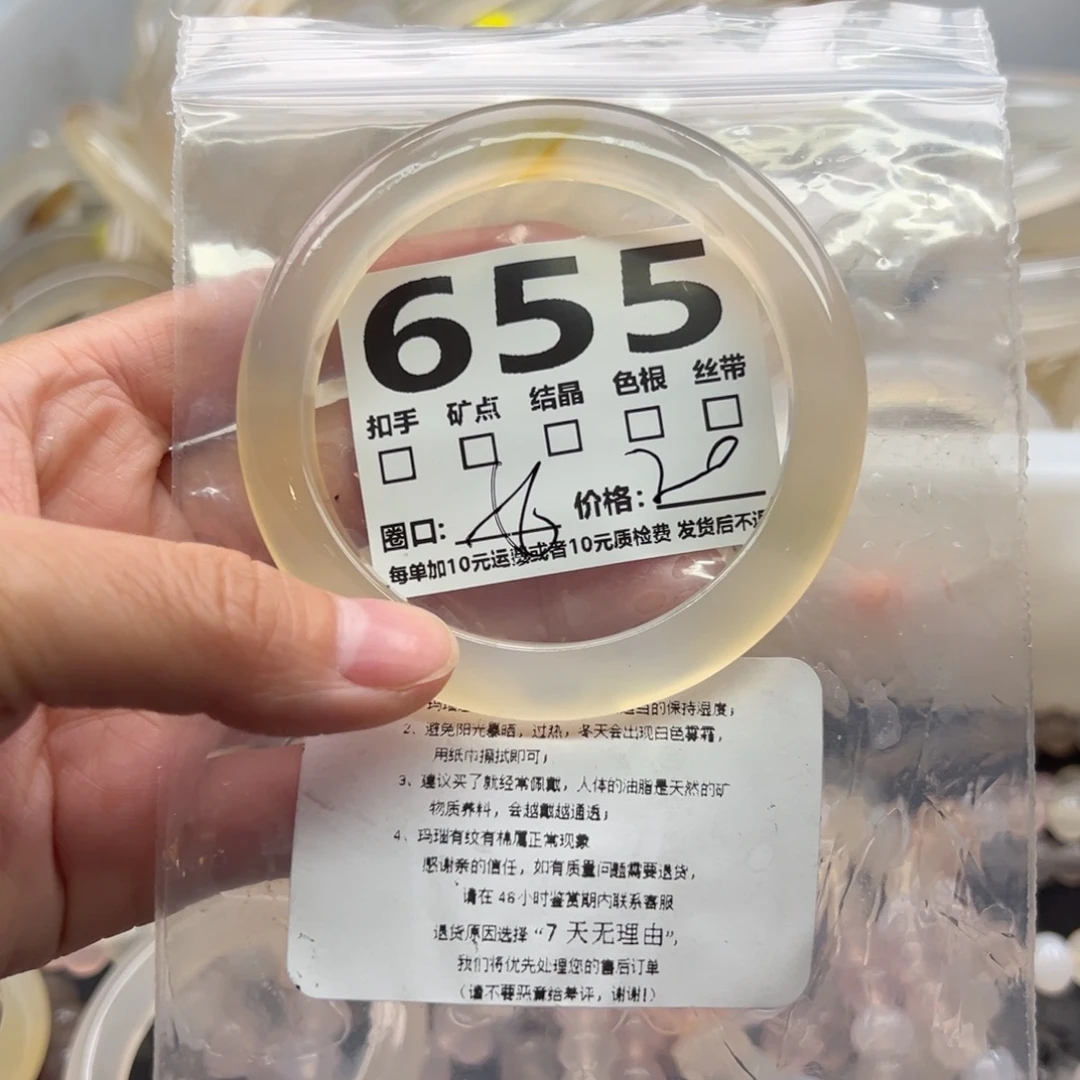 655
扣手 矿点 结晶 色根 丝带
圈口: 56 价格: 20
每单加10元运费或者10元质检费 发货后不退
的保持湿度;
2、避免阳光暴晒，过热，冬天会出现白色雾霜，
用纸巾擦拭即可;
3、建议买了就经常佩戴，人体的油脂是天然的矿
物质养料，会越戴越通透;
4、玛瑙有纹有棉属正常现象
感谢亲的信任，如有质量问题需要退货，
请在48小时鉴赏期内联系客服
退货原因选择“7天无理由”，
我们将优先处理您的售后订单
(请不要恶意给差评，谢谢!)